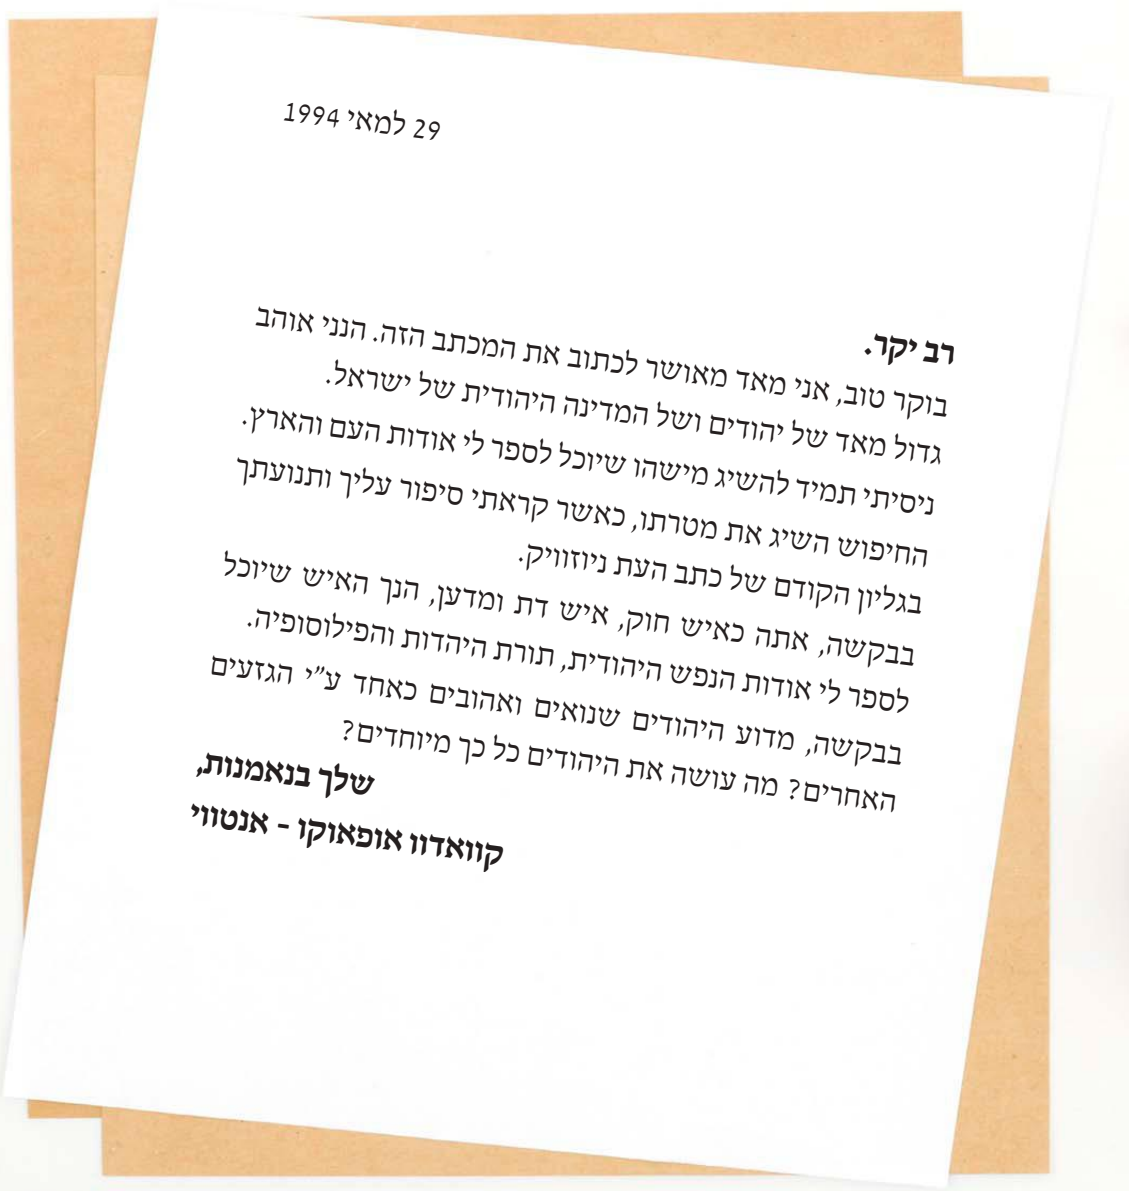 29 למאי 1994
רב יקר.
בוקר טוב, אני מאד מאושר לכתוב את המכתב הזה. הנני אוהב
גדול מאד של יהודים ושל המדינה היהודית של ישראל.
ניסיתי תמיד להשיג מישהו שיוכל לספר לי אודות העם והארץ.
החיפוש השיג את מטרתו, כאשר קראתי סיפור עליך ותנועתך
בגליון הקודם של כתב העת ניוזוויק.
בבקשה, אתה כאיש חוק, איש דת ומדען, הנך האיש שיוכל
לספר לי אודות הנפש היהודית, תורת היהדות והפילוסופיה.
בבקשה, מדוע היהודים שנואים ואהובים כאחד ע״י הגזעים
האחרים? מה עושה את היהודים כל כך מיוחדים?
שלך בנאמנות,
קוואדוו אופאוקו - אנטווי